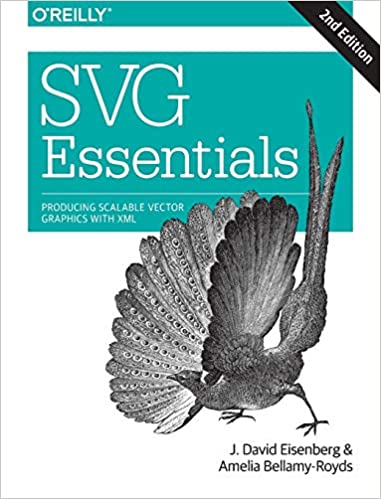 O'REILLY®
2nd Edition
SVG
Essentials
PRODUCING SCALABLE VECTOR
GRAPHICS WITH XML
J. David Eisenberg &
Amelia Bellamy-Royds